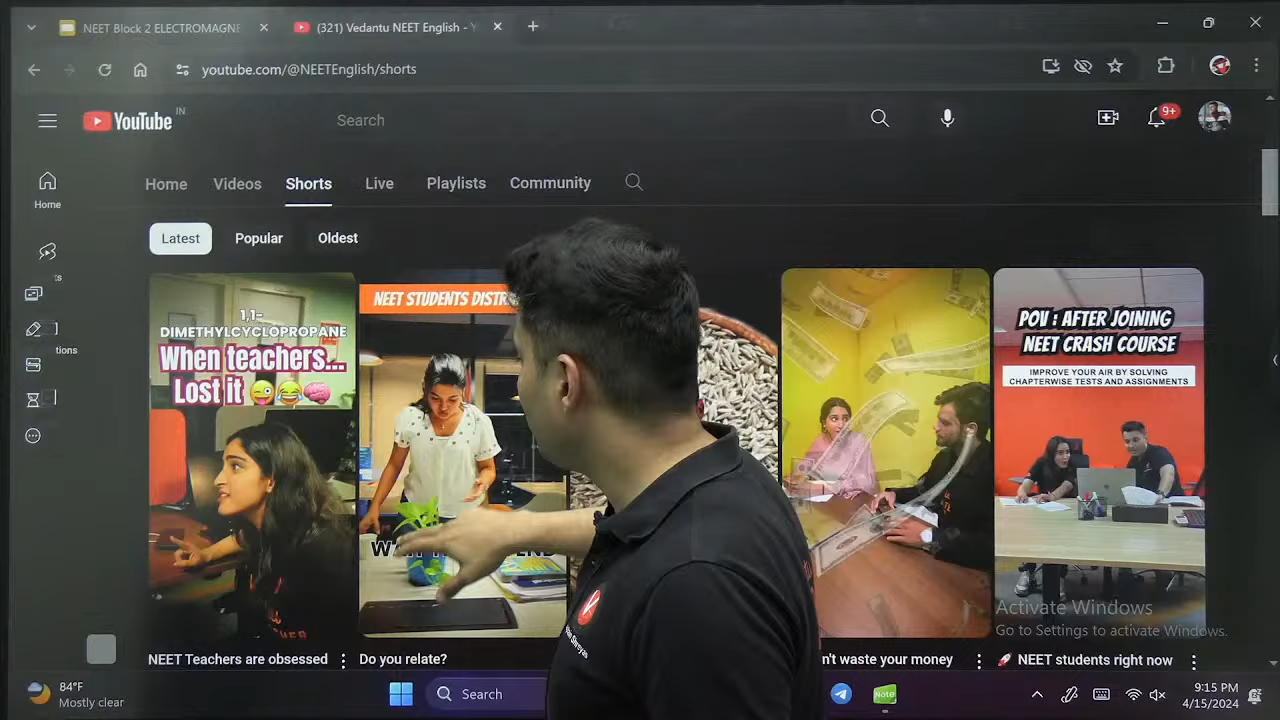 NEET Block 2 ELECTROMAGNE
(321) Vedantu NEET English - Y
youtube.com/@NEETEnglish/shorts
YouTube IN
Search
9+
Home Videos Shorts Live Playlists Community
Home
Latest Popular Oldest
ts
tions
1,1-
DIMETHYLCYCLOPROPANE
When teachers...
Lost it
NEET STUDENTS DISTR
POV : AFTER JOINING
NEET CRASH COURSE
IMPROVE YOUR AIR BY SOLVING
CHAPTERWISE TESTS AND ASSIGNMENTS
Activate Windows
Go to Settings to activate Windows.
NEET Teachers are obsessed
Do you relate?
n't waste your money
🚀 NEET students right now
84°F
Mostly clear
Search
Note
9:15 PM
4/15/2024